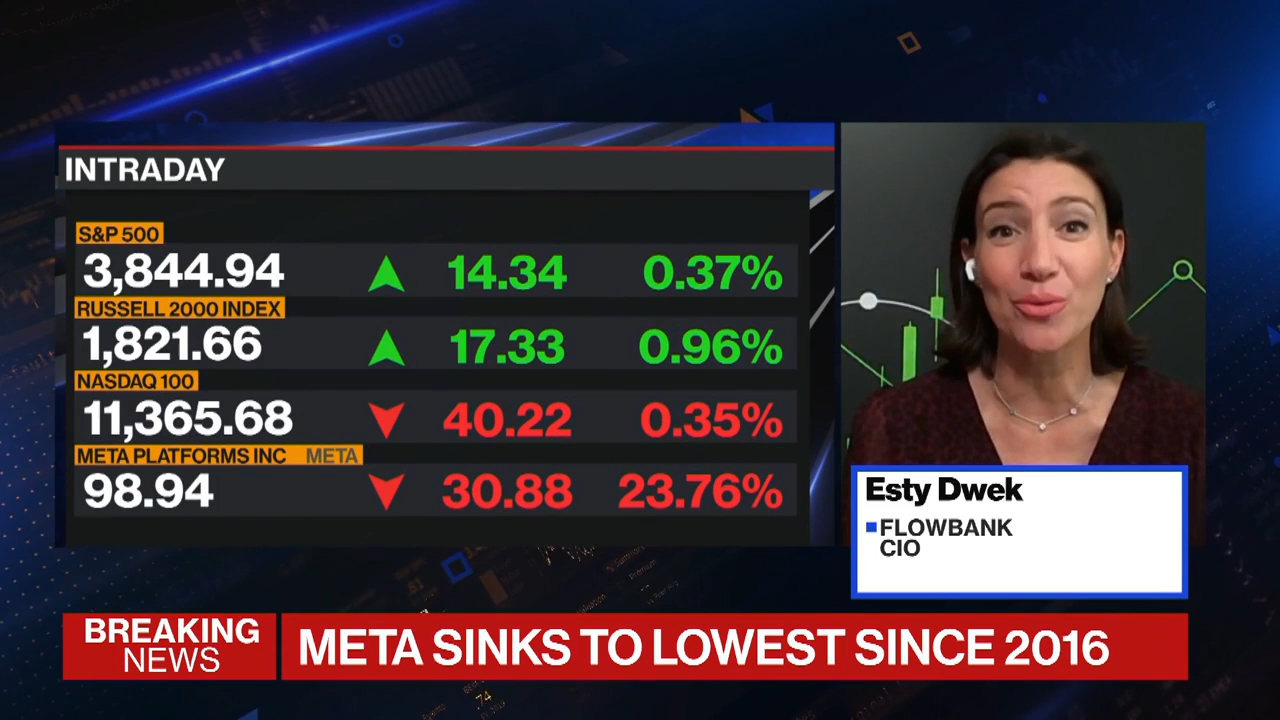 INTRADAY
S&P 500
3,844.94 14.34 0.37%
RUSSELL 2000 INDEX
1,821.66 17.33 0.96%
NASDAQ 100
11,365.68 40.22 0.35%
META PLATFORMS INC META
98.94 30.88 23.76%
Esty Dwek
FLOWBANK
CIO
BREAKING
NEWS
META SINKS TO LOWEST SINCE 2016